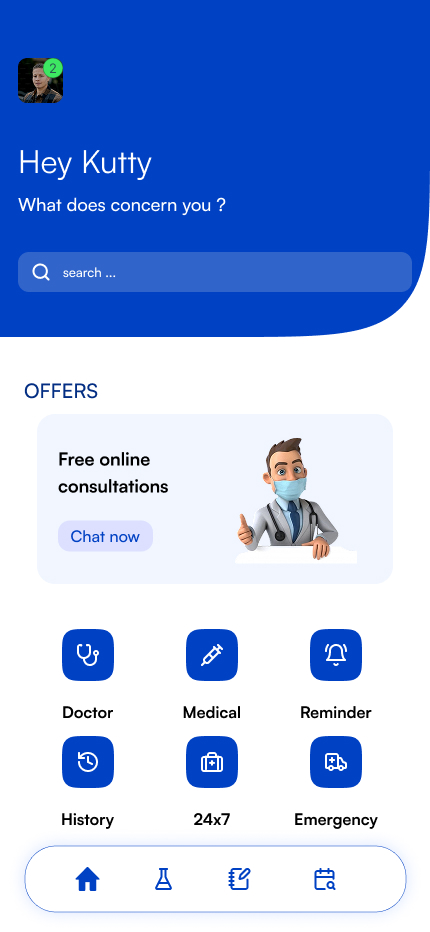 2
Hey Kutty
What does concern you ?
search ...
OFFERS
Free online
consultations
Chat now
Doctor
Medical
Reminder
History
24x7
Emergency